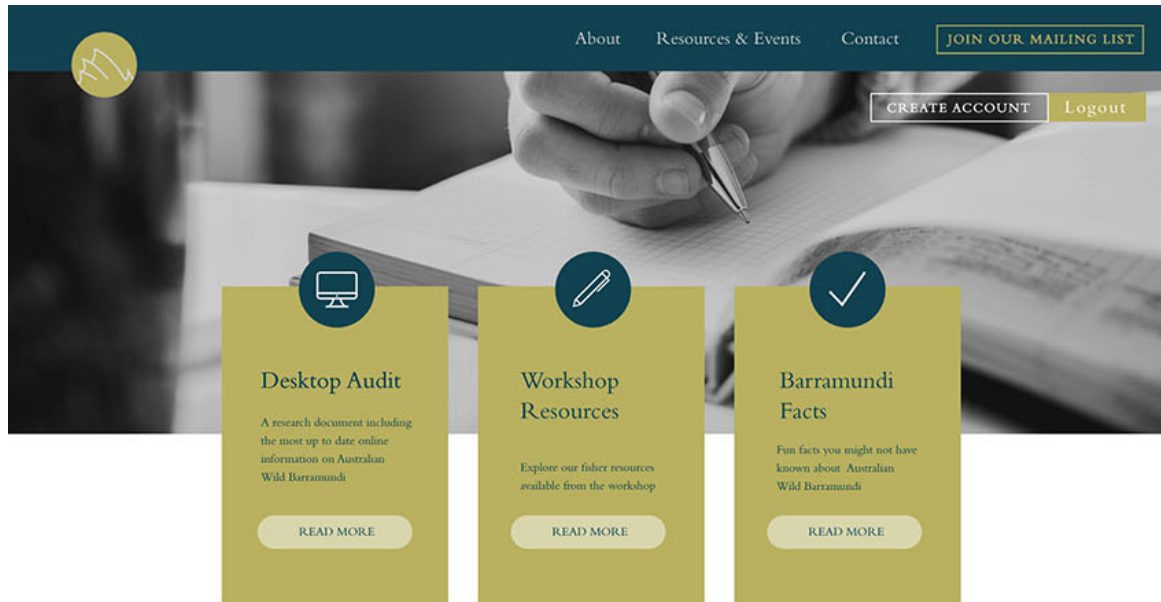 About Resources & Events Contact JOIN OUR MAILING LIST
CREATE ACCOUNT Logout
Desktop Audit
A research document including
the most up to date online
information on Australian
Wild Barramundi
READ MORE
Workshop
Resources
Explore our fisher resources
available from the workshop
READ MORE
Barramundi
Facts
Fun facts you might not have
known about Australian
Wild Barramundi
READ MORE